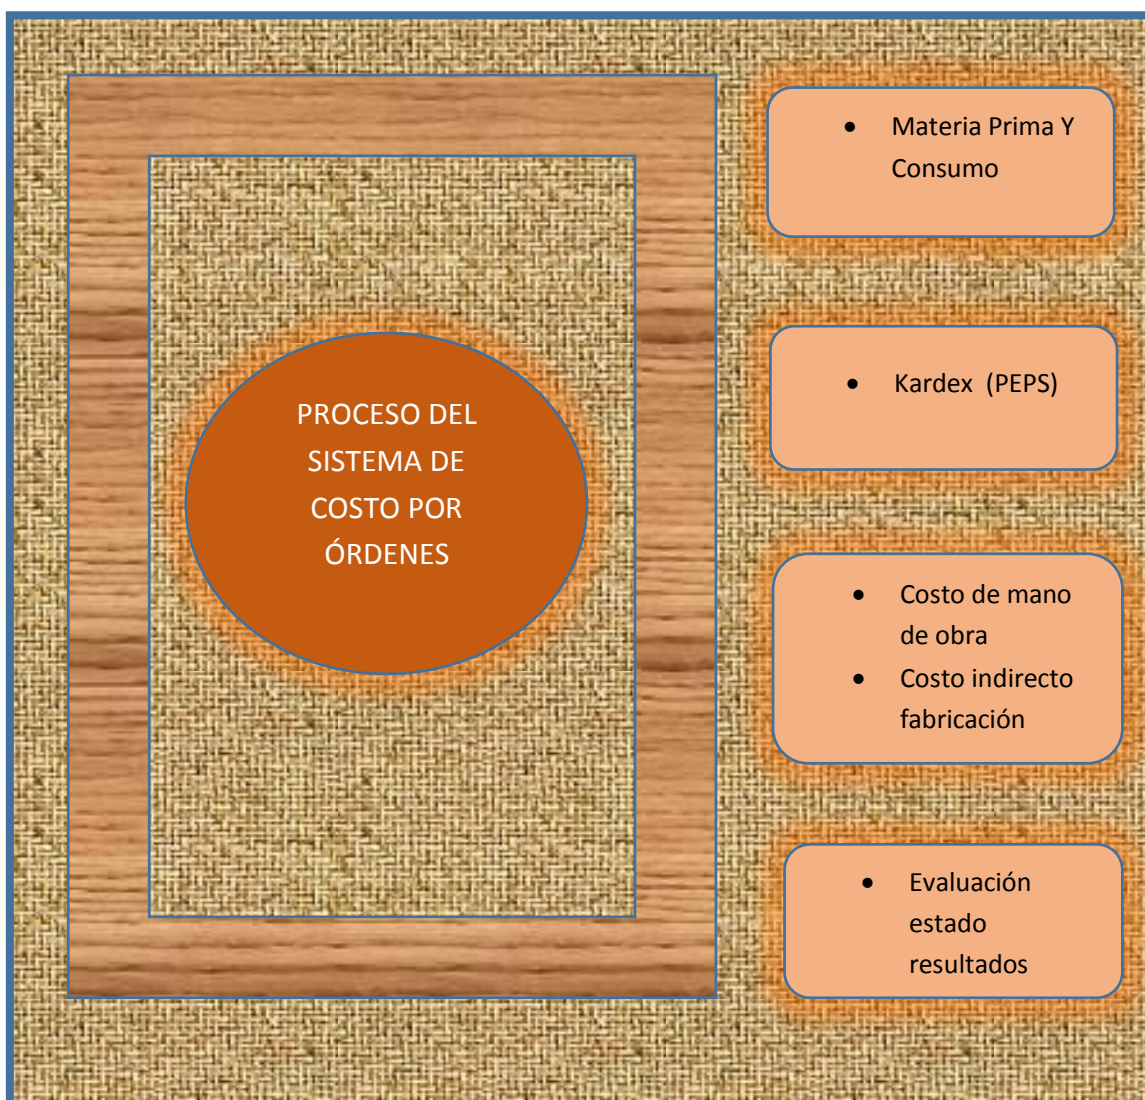 PROCESO DEL
SISTEMA DE
COSTO POR
ÓRDENES
• Materia Prima Y
Consumo
• Kardex (PEPS)
• Costo de mano
de obra
• Costo indirecto
fabricación
• Evaluación
estado
resultados